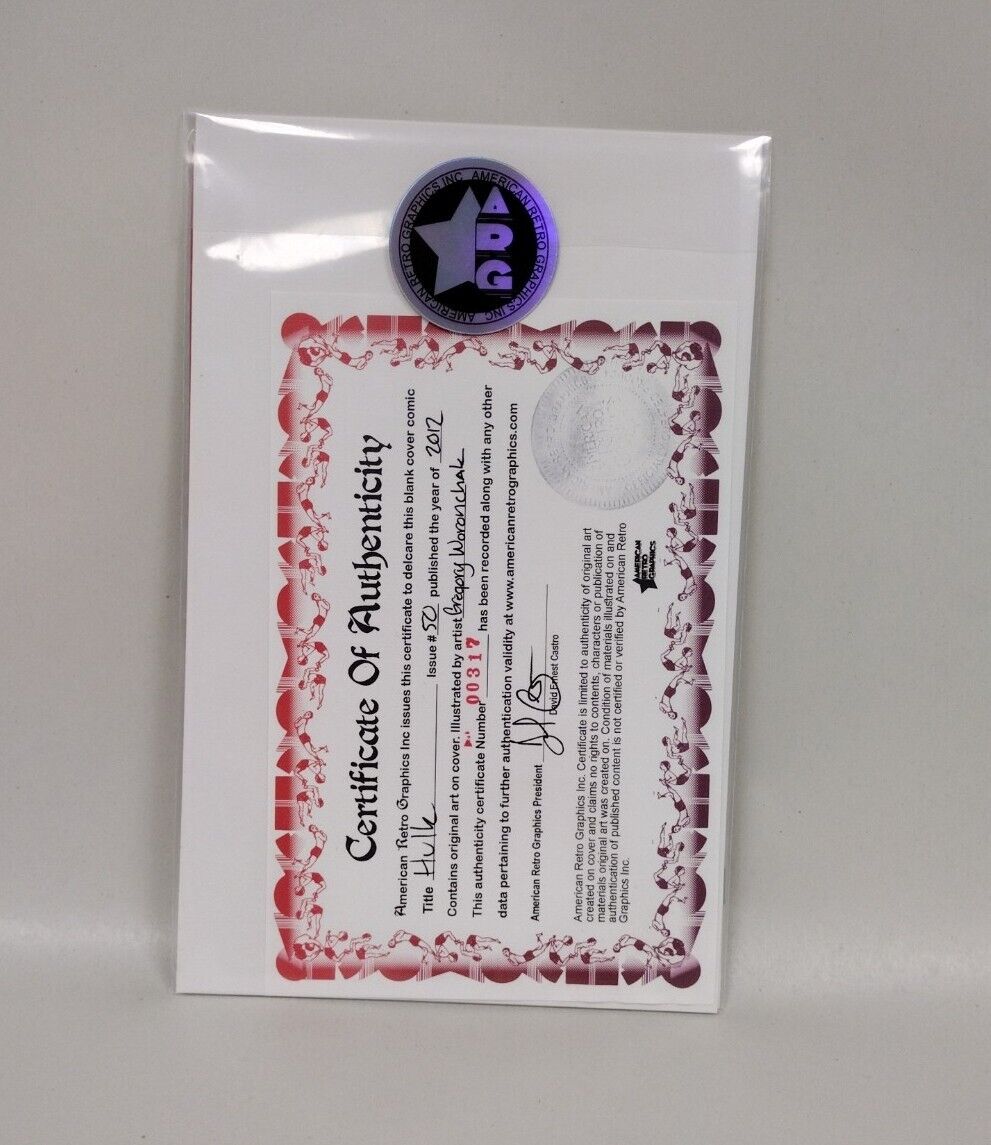 AMERICAN RETRO GRAPHICS INC. AMERICAN RETRO GRAPHICS INC.
ARG
Certificate Of Authenticity
American Retro Graphics Inc issues this certificate to delcare this blank cover comic
Title Hulk Issue # 50 published the year of 2012
Contains original art on cover. Illustrated by artist Gregory Woronchak
This authenticity certificate Number 00317 has been recorded along with any other
data pertaining to further authentication validity at www.americanretrographics.com
American Retro Graphics President
David Ernest Castro
American Retro Graphics Inc. Certificate is limited to authenticity of original art
created on cover and claims no rights to contents, characters or publication of
materials original art was created on. Condition of materials illustrated on and
authentication of published content is not certified or verified by American Retro
Graphics Inc.
AMERICAN
RETRO
GRAPHICS